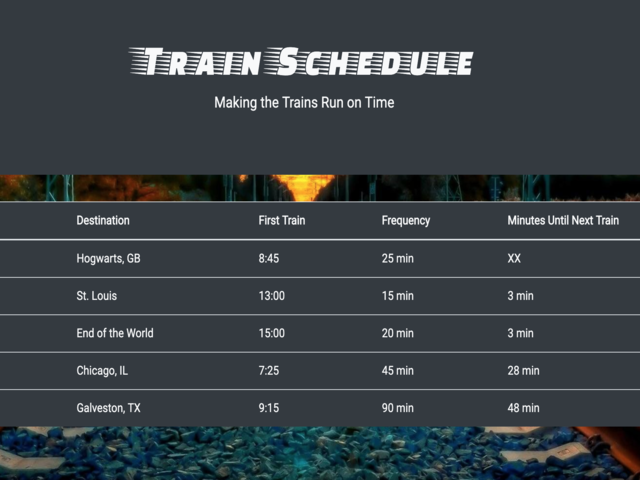 Train Schedule
Making the Trains Run on Time
Destination First Train Frequency Minutes Until Next Train
Hogwarts, GB 8:45 25 min XX
St. Louis 13:00 15 min 3 min
End of the World 15:00 20 min 3 min
Chicago, IL 7:25 45 min 28 min
Galveston, TX 9:15 90 min 48 min